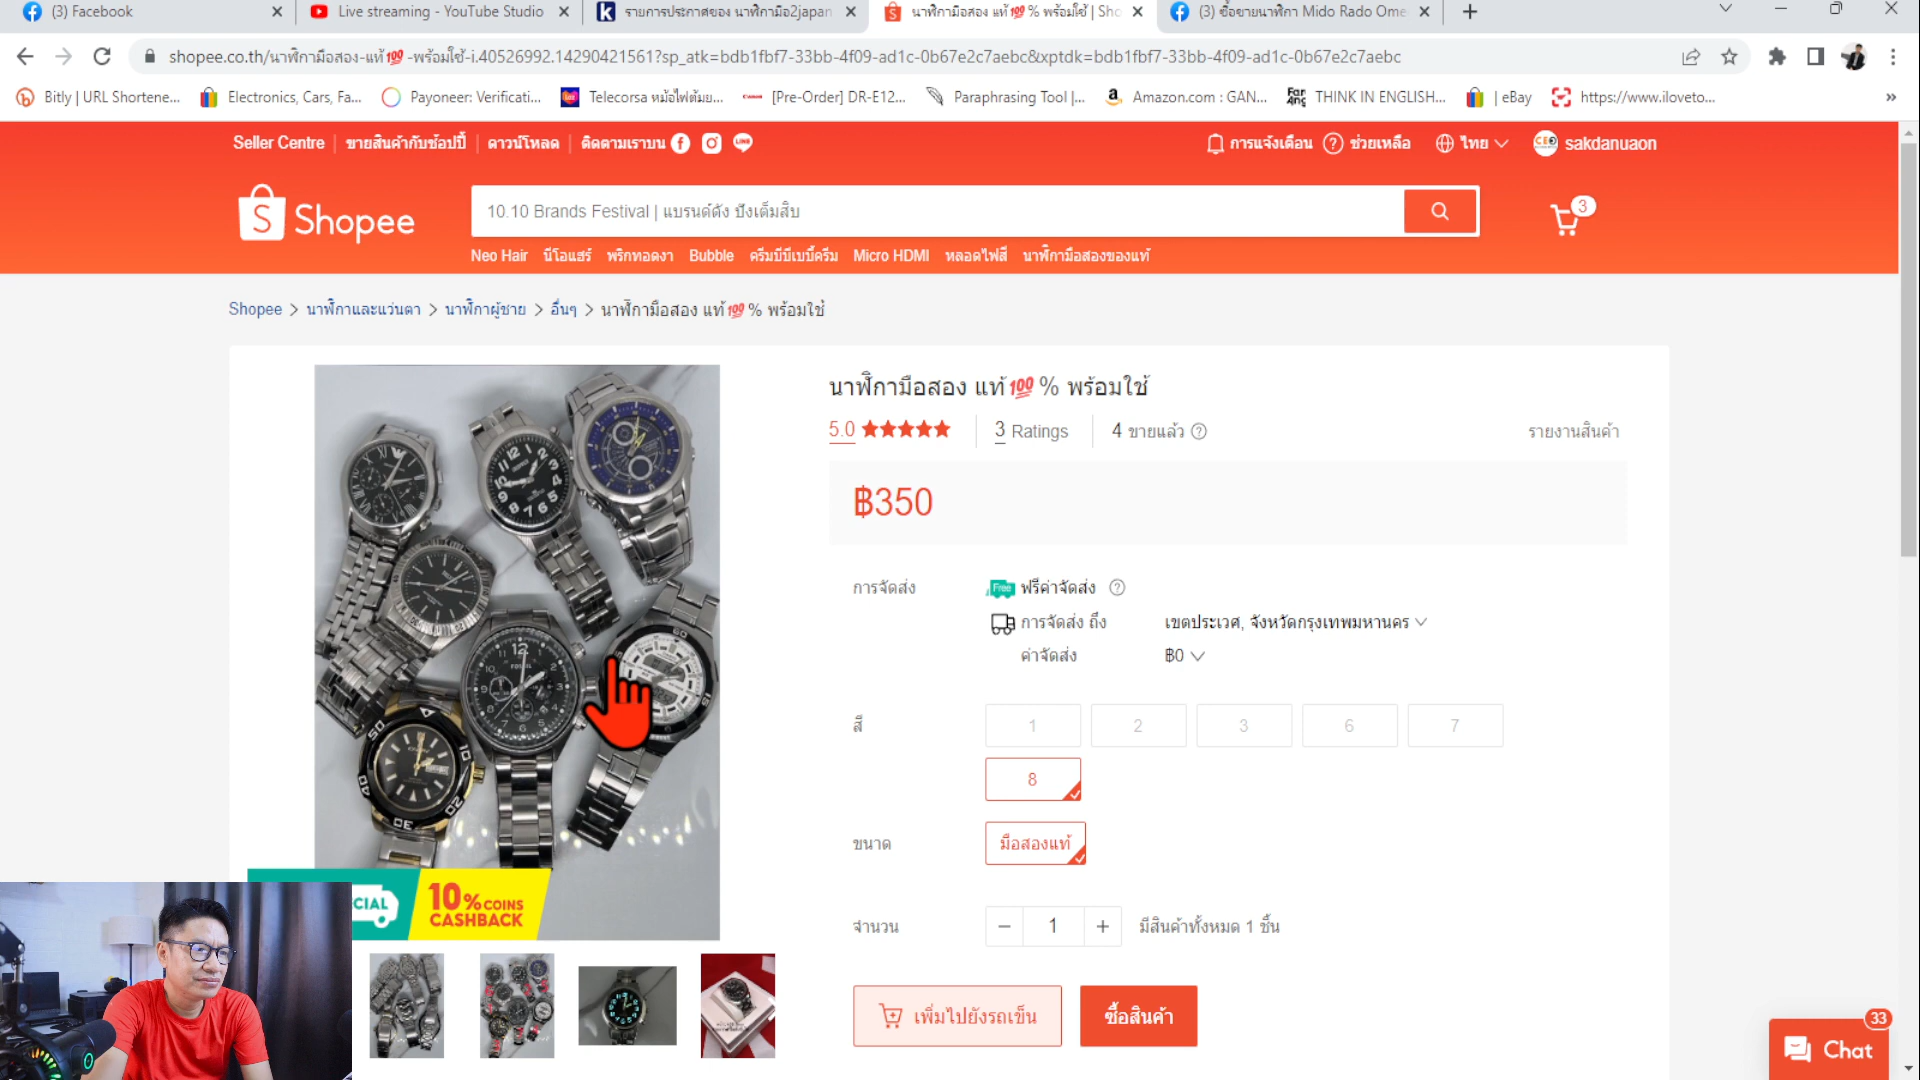 (3) Facebook
Live streaming - YouTube Studio
รายการประกาศของ นาฬิกามือ2japan
นาฬิกามือสอง แท้💯 % พร้อมใช้ | Sho
(3) ซื้อขายนาฬิกา Mido Rado Ome
shopee.co.th/นาฬิกามือสอง-แท้💯-พร้อมใช้-i.40526992.14290421561?sp_atk=bdb1fbf7-33bb-4f09-ad1c-0b67e2c7aebc&xptdk=bdb1fbf7-33bb-4f09-ad1c-0b67e2c7aebc
Bitly | URL Shortene...
Electronics, Cars, Fa...
Payoneer: Verificati...
Telecorsa หม้อไฟต้มย...
[Pre-Order] DR-E12...
Paraphrasing Tool |...
Amazon.com : GAN...
THINK IN ENGLISH...
| eBay
https://www.iloveto...
Seller Centre
ขายสินค้ากับช้อปปี้
ดาวน์โหลด
ติดตามเราบน
การแจ้งเตือน
ช่วยเหลือ
ไทย
sakdanuaon
Shopee
10.10 Brands Festival | แบรนด์ดัง ปังเต็มสิบ
3
Neo Hair นีโอแฮร์ พริกทอดงา Bubble ครีมบีบีเบบี้ครีม Micro HDMI หลอดไฟสี นาฬิกามือสองของแท้
Shopee > นาฬิกาและแว่นตา > นาฬิกาผู้ชาย > อื่นๆ > นาฬิกามือสอง แท้💯 % พร้อมใช้
นาฬิกามือสอง แท้💯 % พร้อมใช้
5.0
3 Ratings
4 ขายแล้ว
รายงานสินค้า
฿350
การจัดส่ง
Free
ฟรีค่าจัดส่ง
การจัดส่ง ถึง
เขตประเวศ, จังหวัดกรุงเทพมหานคร
ค่าจัดส่ง
฿0
สี
1
2
3
6
7
8
ขนาด
มือสองแท้
จำนวน
1
มีสินค้าทั้งหมด 1 ชิ้น
เพิ่มไปยังรถเข็น
ซื้อสินค้า
FOSSIL
CIAL
10% COINS
CASHBACK
33
Chat